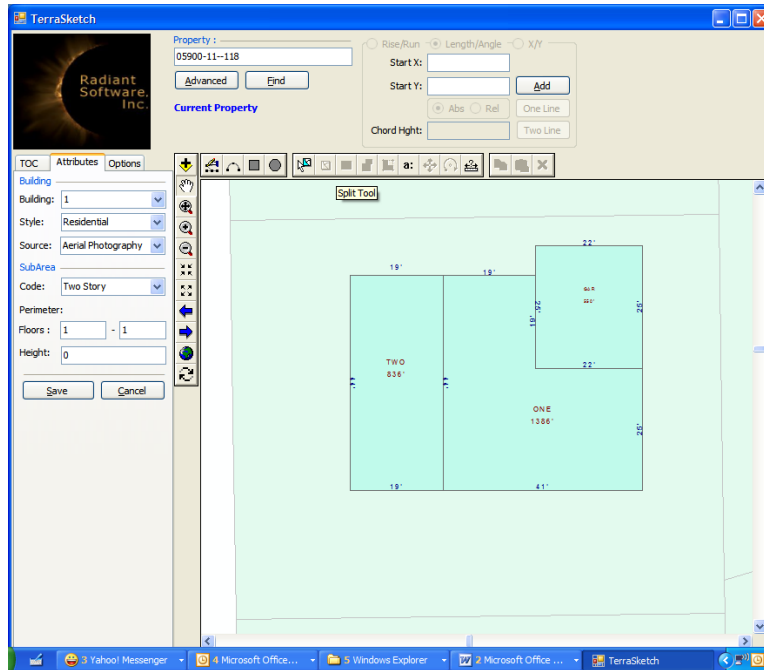 TerraSketch
Radiant
Software,
Inc.
Property :
05900-11--118
Advanced
Find
Current Property
Rise/Run
Length/Angle
X/Y
Start X:
Start Y:
Add
Abs
Rel
One Line
Chord Hght:
Two Line
TOC
Attributes
Options
a:
Split Tool
Building
Building:
1
Style:
Residential
Source:
Aerial Photography
SubArea
Code:
Two Story
Perimeter:
Floors :
1
-
1
Height:
0
Save
Cancel
22'
19'
19'
GAR
550'
25'
25'
19'
22'
TWO
836'
ONE
1386'
25'
19'
41'
3 Yahoo! Messenger
4 Microsoft Office...
5 Windows Explorer
2 Microsoft Office ...
TerraSketch